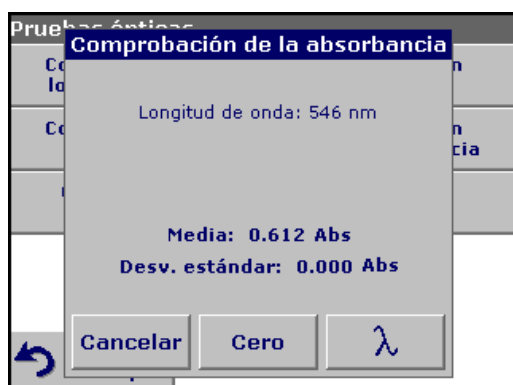 Comprobación de la absorbancia
Longitud de onda: 546 nm
Media: 0.612 Abs
Desv. estándar: 0.000 Abs
Cancelar
Cero
λ